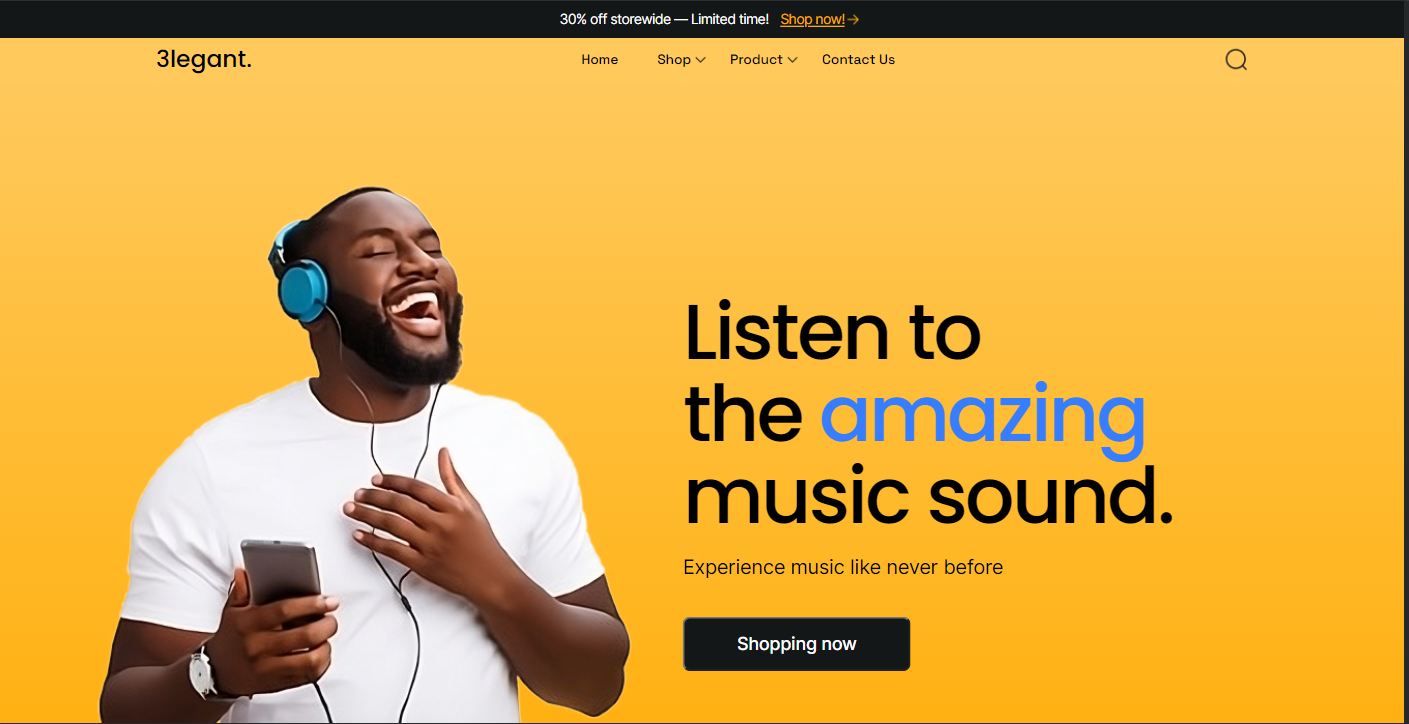 30% off storewide — Limited time! Shop now!
3legant.
Home Shop Product Contact Us
Listen to
the amazing
music sound.
Experience music like never before
Shopping now